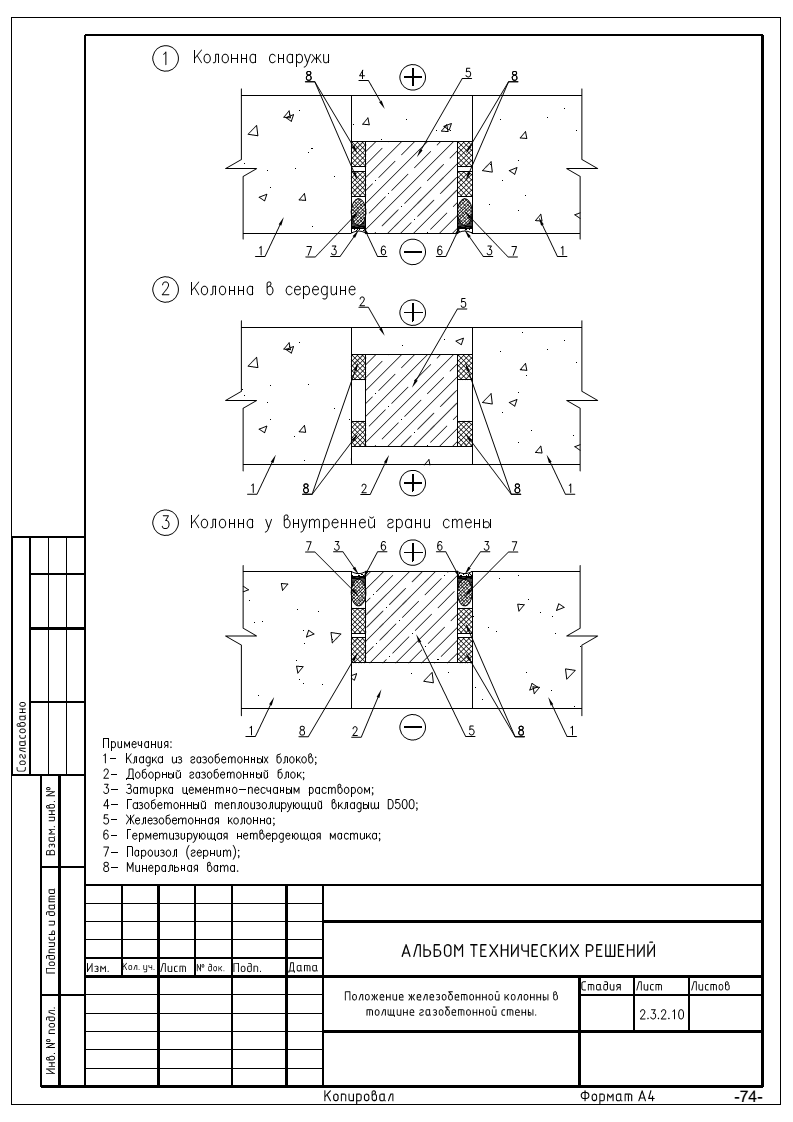 1 Колонна снаружи
8 4 + 5 8
1 7 3 6 − 6 3 7 1
2 Колонна в середине
2 + 5
1 8 2 + 8 1
3 Колонна у внутренней грани стены
7 3 6 + 6 3 7
1 8 2 − 5 8 1
Примечания:
1− Кладка из газобетонных блоков;
2− Доборный газобетонный блок;
3− Затирка цементно−песчаным раствором;
4− Газобетонный теплоизолирующий вкладыш D500;
5− Железобетонная колонна;
6− Герметизирующая нетвердеющая мастика;
7− Пароизол (гернит);
8− Минеральная вата.
Согласовано
Взам. инв. №
Подпись и дата
Инв. № подл.
Изм. Кол. уч. Лист № док. Подп. Дата
АЛЬБОМ ТЕХНИЧЕСКИХ РЕШЕНИЙ
Положение железобетонной колонны в
толщине газобетонной стены.
Стадия Лист Листов
2.3.2.10
Копировал Формат А4 -74-